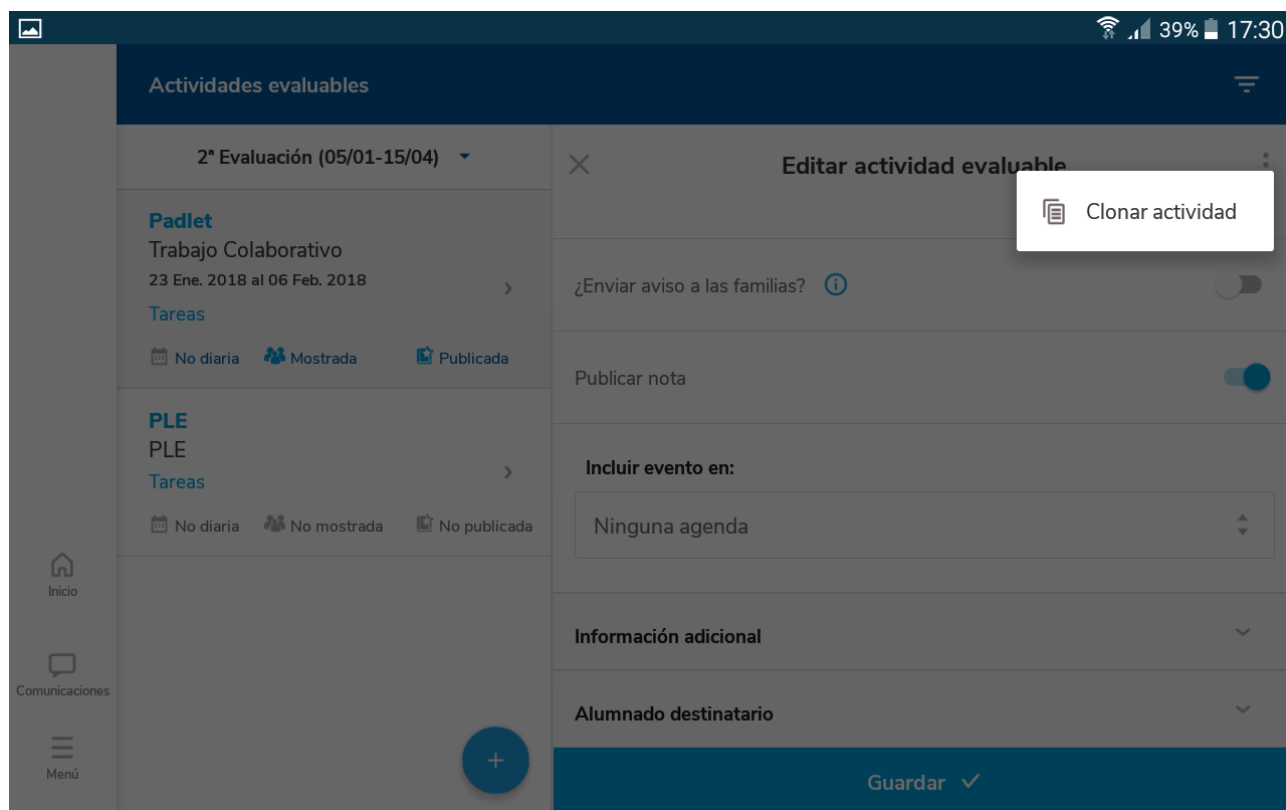 39% 17:30
Actividades evaluables
2ª Evaluación (05/01-15/04)
Padlet
Trabajo Colaborativo
23 Ene. 2018 al 06 Feb. 2018
Tareas
No diaria Mostrada Publicada
PLE
PLE
Tareas
No diaria No mostrada No publicada
Inicio
Comunicaciones
Menú
Editar actividad evaluable
Clonar actividad
¿Enviar aviso a las familias?
Publicar nota
Incluir evento en:
Ninguna agenda
Información adicional
Alumnado destinatario
Guardar